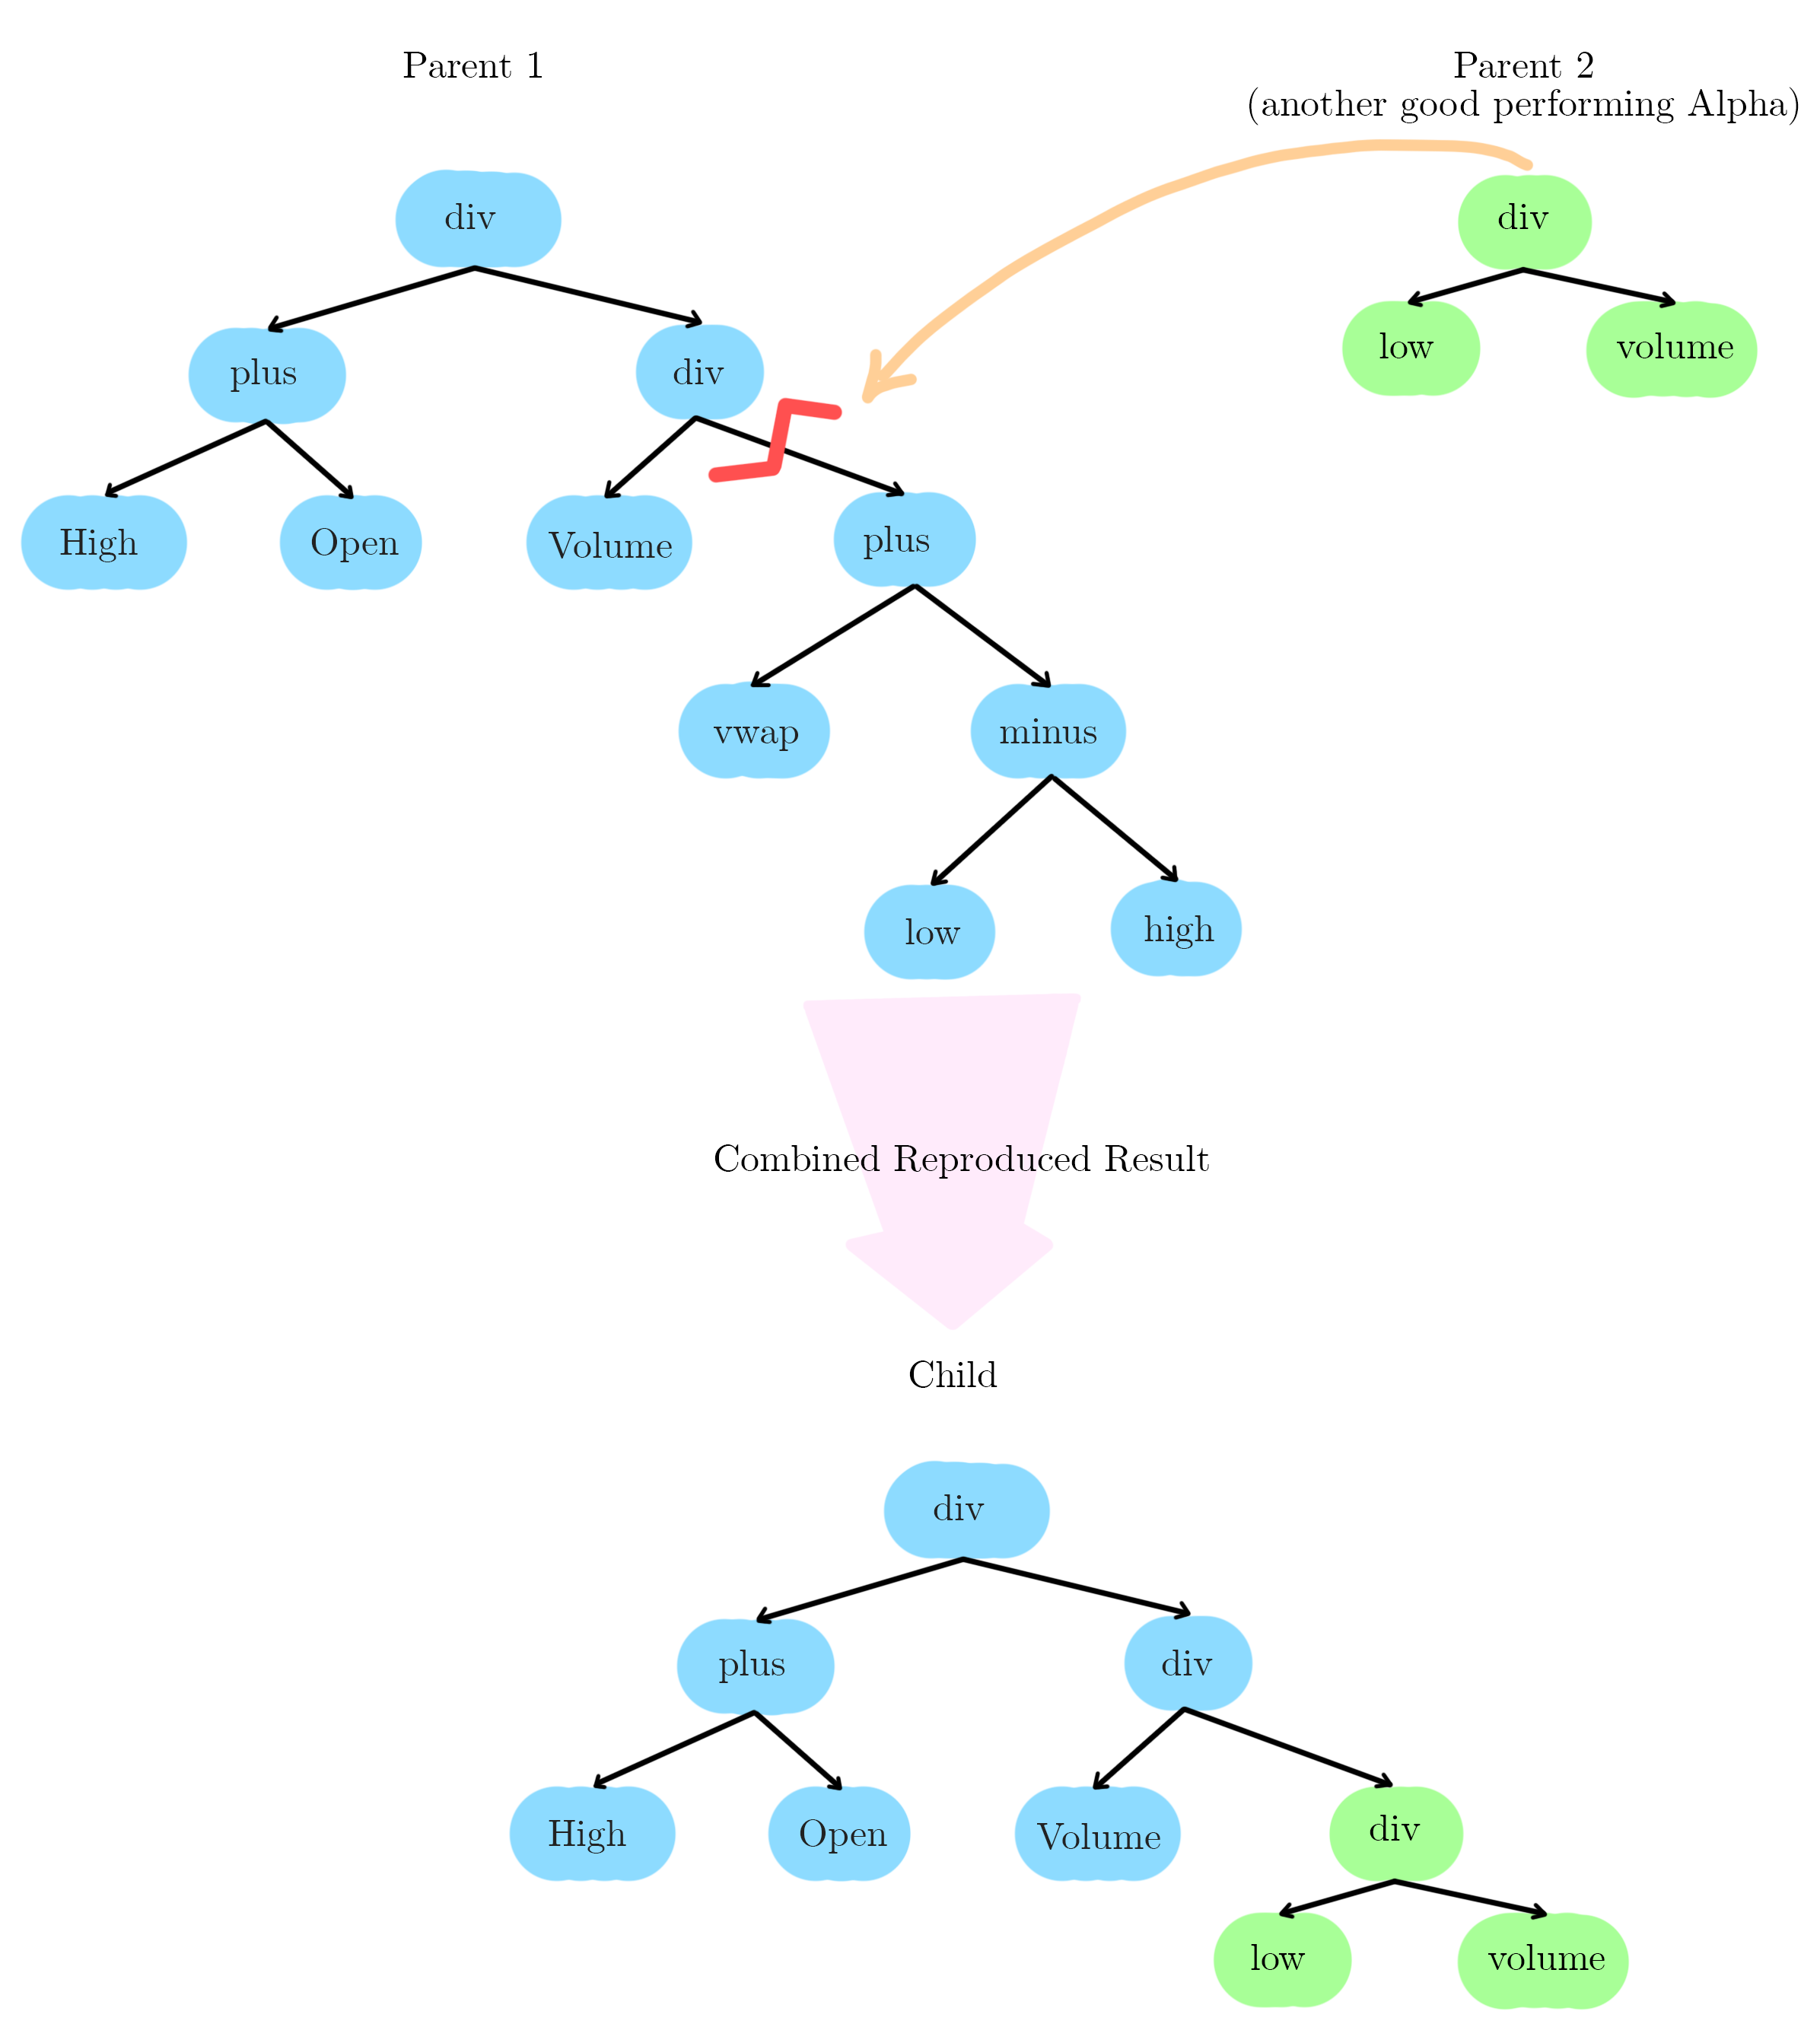 Parent 1
Parent 2
(another good performing Alpha)
div
div
plus
div
low
volume
High
Open
Volume
plus
vwap
minus
low
high
Combined Reproduced Result
Child
div
plus
div
High
Open
Volume
div
low
volume